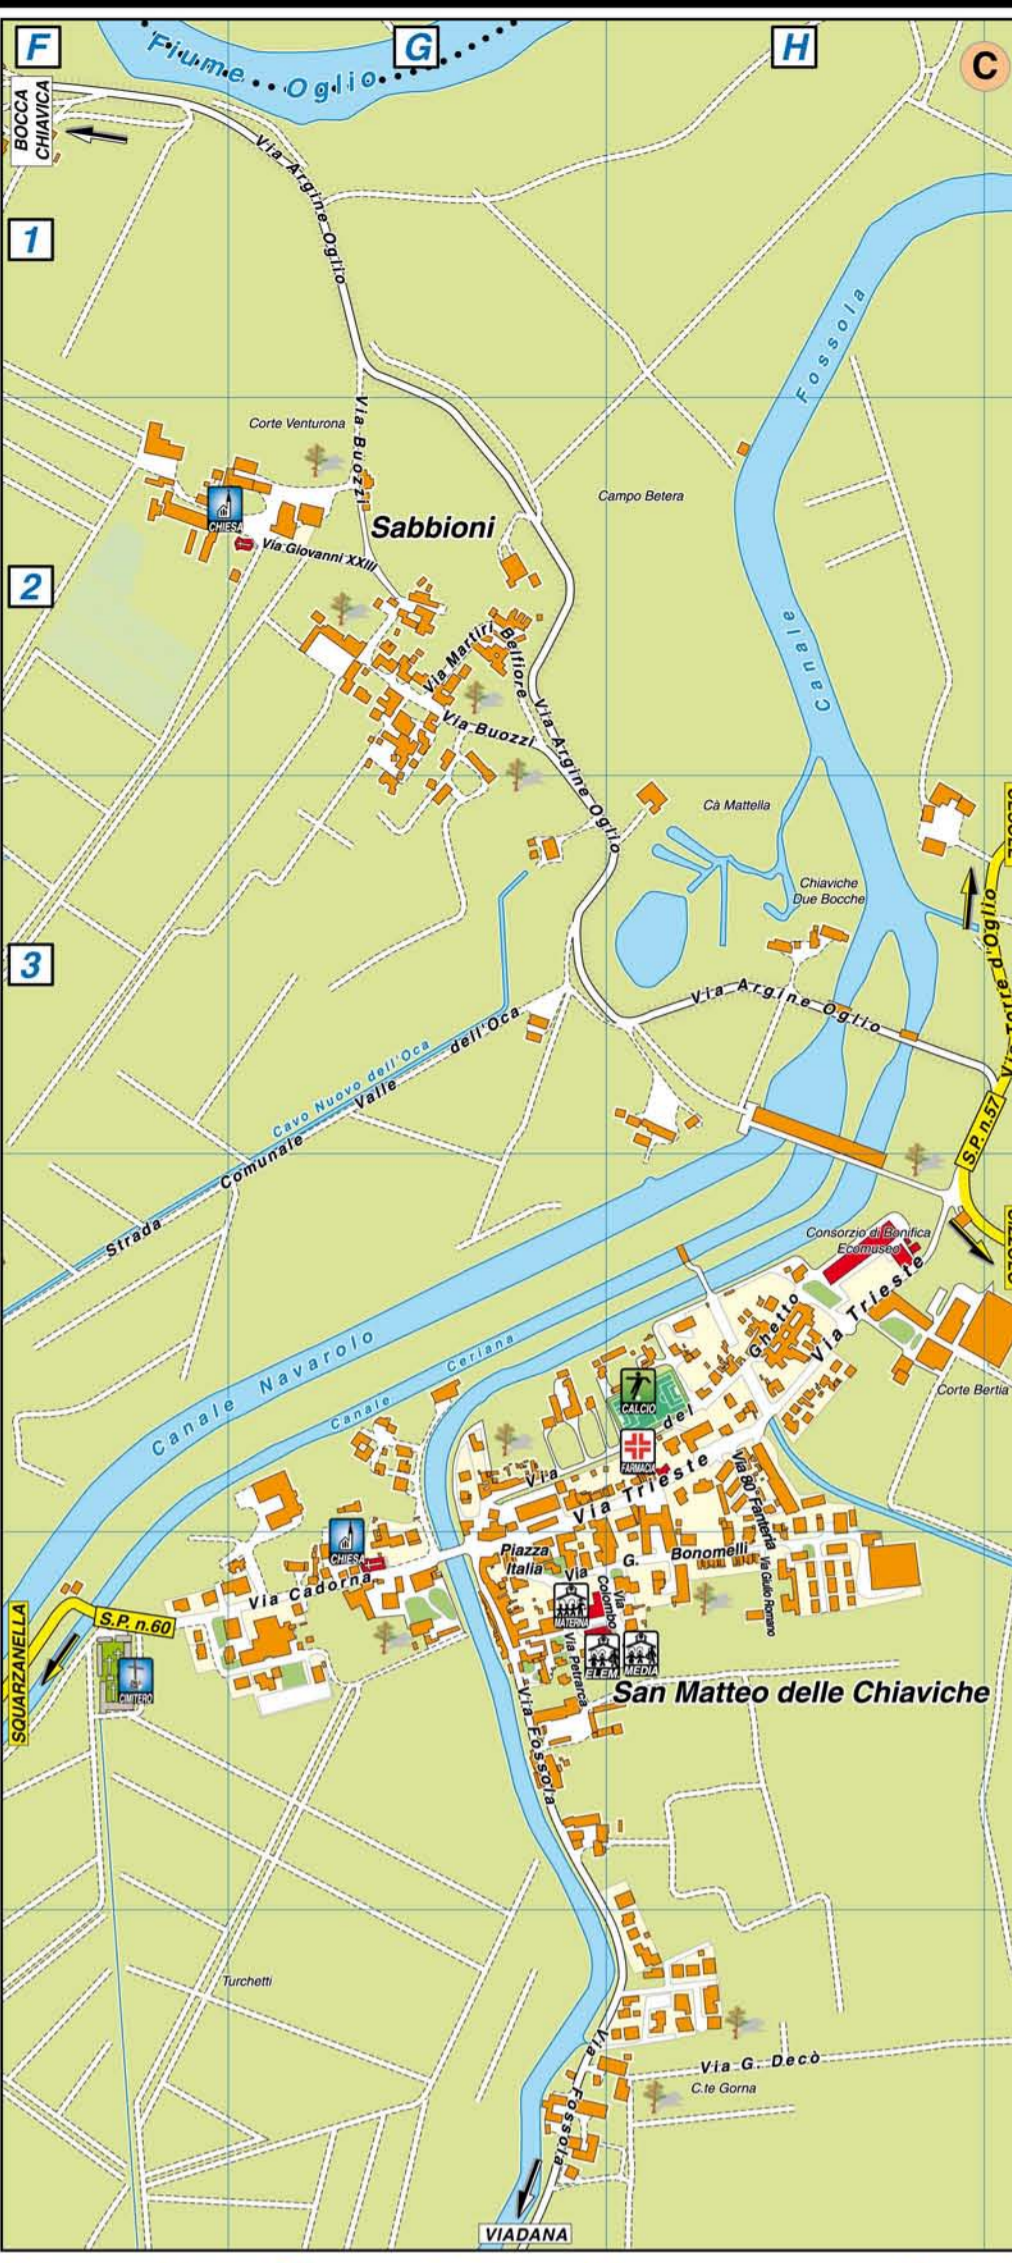 F
G
H
C
Fiume Oglio
BOCCA
CHIAVICA
Via Argine Oglio
1
Canale Fossola
Corte Venturona
Via Buozzi
CHIESA
Sabbioni
Campo Betera
Via Giovanni XXIII
2
Via Martiri
Belfiore
Via Buozzi
Via Argine Oglio
Cà Mattella
Chiaviche
Due Bocche
3
Via Torre d'Oglio
Via Argine Oglio
Cavo Nuovo dell'Oca
Strada Comunale Valle dell'Oca
S.P. n.57
Consorzio di Bonifica
Ecomuseo
Canale Navarolo
Canale Ceriana
Via del Ghetto
Via Trieste
Corte Bertia
CALCIO
FARMACIA
Via Trieste
Via 80° Fanteria
Via Giulio Romano
Piazza
Italia
Via G. Bonomelli
CHIESA
Via Cadorna
Via
Colombo
MATERNA
ELEM
MEDIA
Via Petrarca
S.P. n.60
SQUARZANELLA
CIMITERO
San Matteo delle Chiaviche
Via Fossola
Turchetti
Via G. Decò
C.te Gorna
Via Fossola
VIADANA